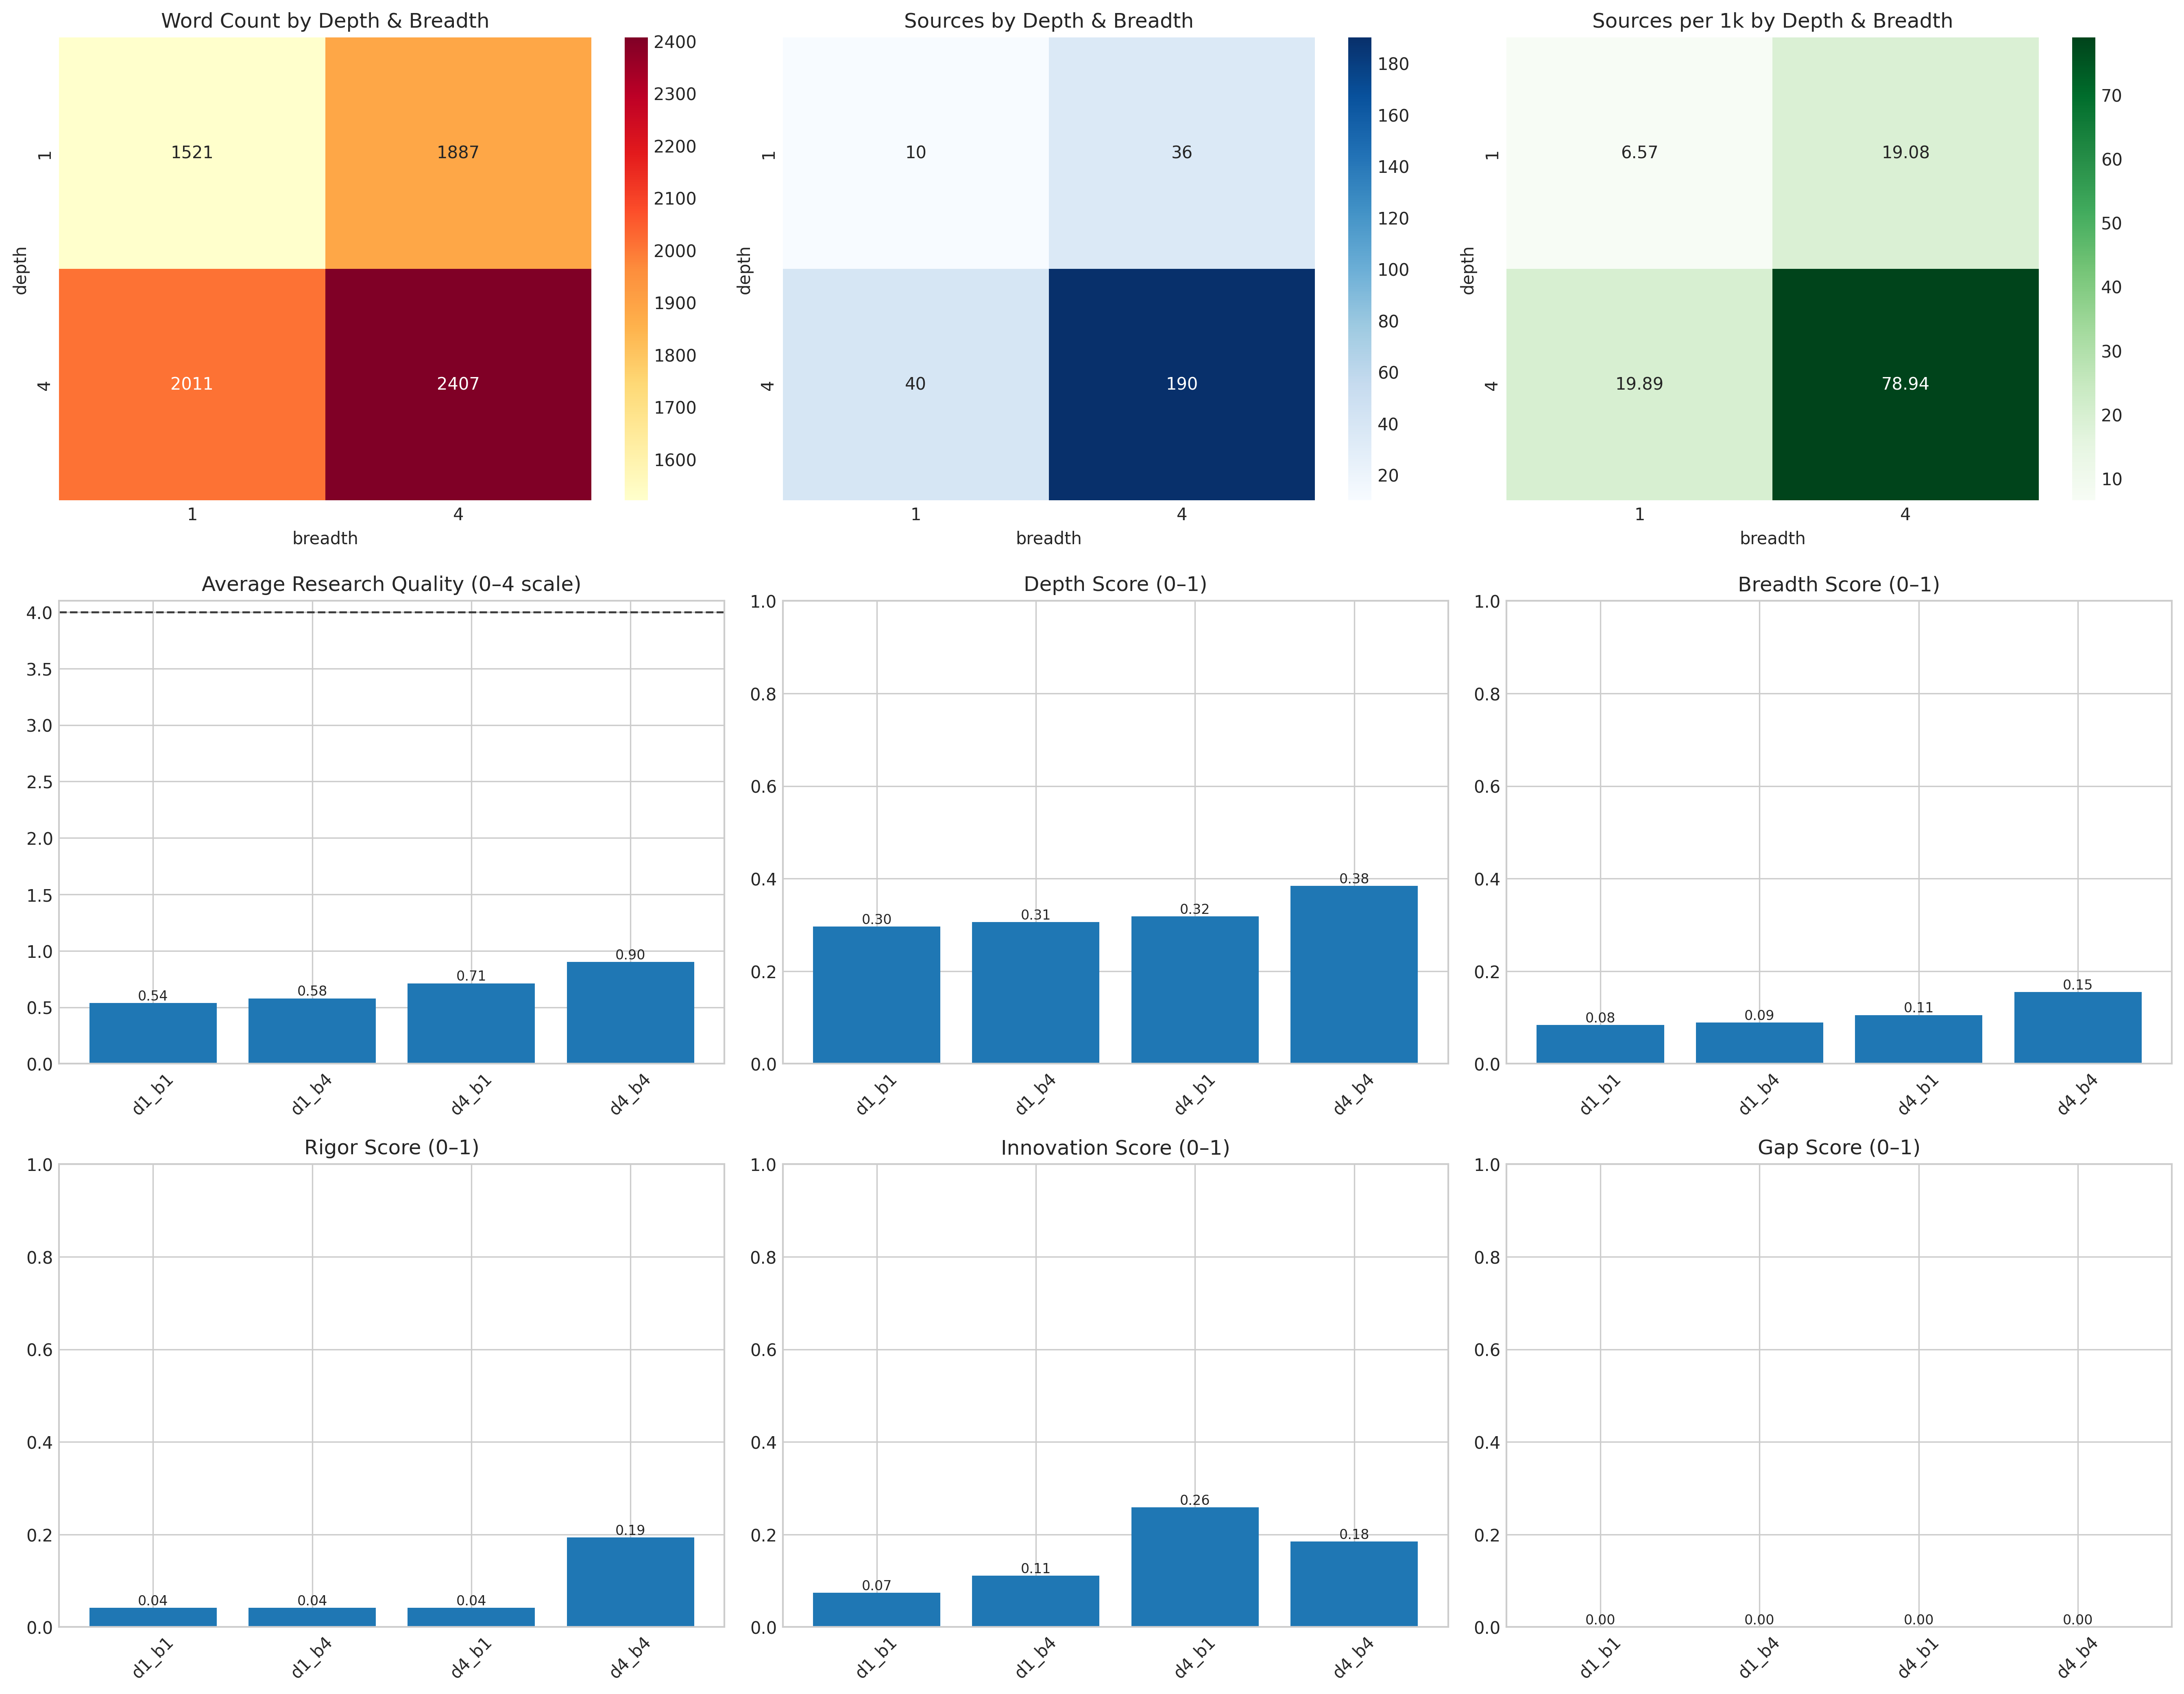 Word Count by Depth & Breadth
1521
1887
2011
2407
1
4
depth
1
4
breadth
2400
2300
2200
2100
2000
1900
1800
1700
1600
Sources by Depth & Breadth
10
36
40
190
1
4
depth
1
4
breadth
180
160
140
120
100
80
60
40
20
Sources per 1k by Depth & Breadth
6.57
19.08
19.89
78.94
1
4
depth
1
4
breadth
70
60
50
40
30
20
10
Average Research Quality (0–4 scale)
4.0
3.5
3.0
2.5
2.0
1.5
1.0
0.5
0.0
0.54
0.58
0.71
0.90
d1_b1
d1_b4
d4_b1
d4_b4
Depth Score (0–1)
1.0
0.8
0.6
0.4
0.2
0.0
0.30
0.31
0.32
0.38
d1_b1
d1_b4
d4_b1
d4_b4
Breadth Score (0–1)
1.0
0.8
0.6
0.4
0.2
0.0
0.08
0.09
0.11
0.15
d1_b1
d1_b4
d4_b1
d4_b4
Rigor Score (0–1)
1.0
0.8
0.6
0.4
0.2
0.0
0.04
0.04
0.04
0.19
d1_b1
d1_b4
d4_b1
d4_b4
Innovation Score (0–1)
1.0
0.8
0.6
0.4
0.2
0.0
0.07
0.11
0.26
0.18
d1_b1
d1_b4
d4_b1
d4_b4
Gap Score (0–1)
1.0
0.8
0.6
0.4
0.2
0.0
0.00
0.00
0.00
0.00
d1_b1
d1_b4
d4_b1
d4_b4